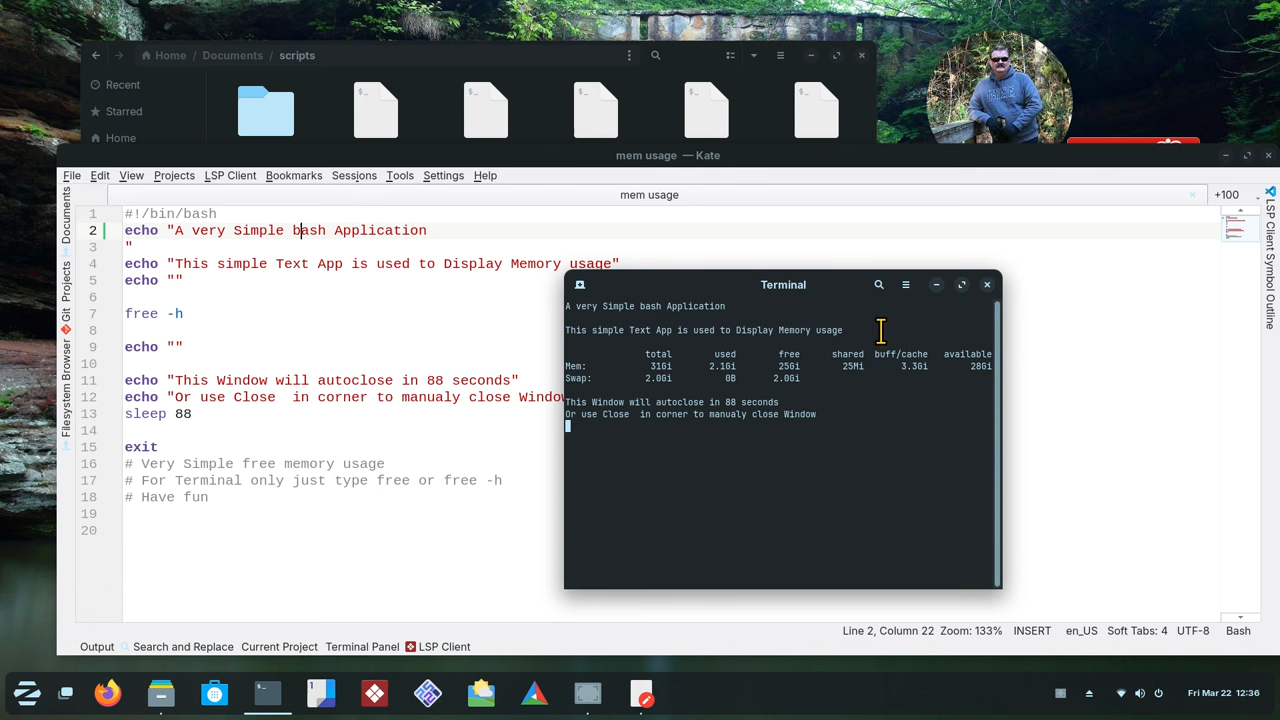 Home / Documents / scripts
Recent
Starred
Home
mem usage — Kate
File Edit View Projects LSP Client Bookmarks Sessions Tools Settings Help
mem usage
+100
Documents
Projects
Git
Filesystem Browser
LSP Client Symbol Outline
1 #!/bin/bash
2 echo "A very Simple bash Application
3 "
4 echo "This simple Text App is used to Display Memory usage"
5 echo ""
6
7 free -h
8
9 echo ""
10
11 echo "This Window will autoclose in 88 seconds"
12 echo "Or use Close  in corner to manualy close Window
13 sleep 88
14
15 exit
16 # Very Simple free memory usage
17 # For Terminal only just type free or free -h
18 # Have fun
19
20
Terminal
A very Simple bash Application
This simple Text App is used to Display Memory usage
total used free shared buff/cache available
Mem: 31Gi 2.1Gi 25Gi 25Mi 3.3Gi 28Gi
Swap: 2.0Gi 0B 2.0Gi
This Window will autoclose in 88 seconds
Or use Close  in corner to manualy close Window
Line 2, Column 22 Zoom: 133% INSERT en_US Soft Tabs: 4 UTF-8 Bash
Output Search and Replace Current Project Terminal Panel LSP Client
Fri Mar 22 12:36